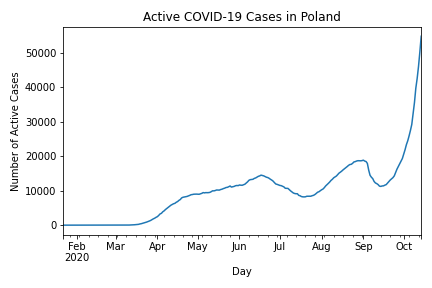 Active COVID-19 Cases in Poland
Number of Active Cases
50000
40000
30000
20000
10000
0
Feb Mar Apr May Jun Jul Aug Sep Oct
2020
Day